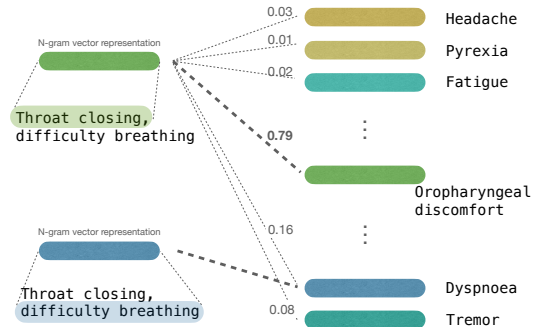 0.03
Headache
0.01
Pyrexia
N-gram vector representation
0.02
Fatigue
Throat closing,
difficulty breathing
0.79
Oropharyngeal
discomfort
N-gram vector representation
0.16
Throat closing,
difficulty breathing
Dyspnoea
0.08
Tremor